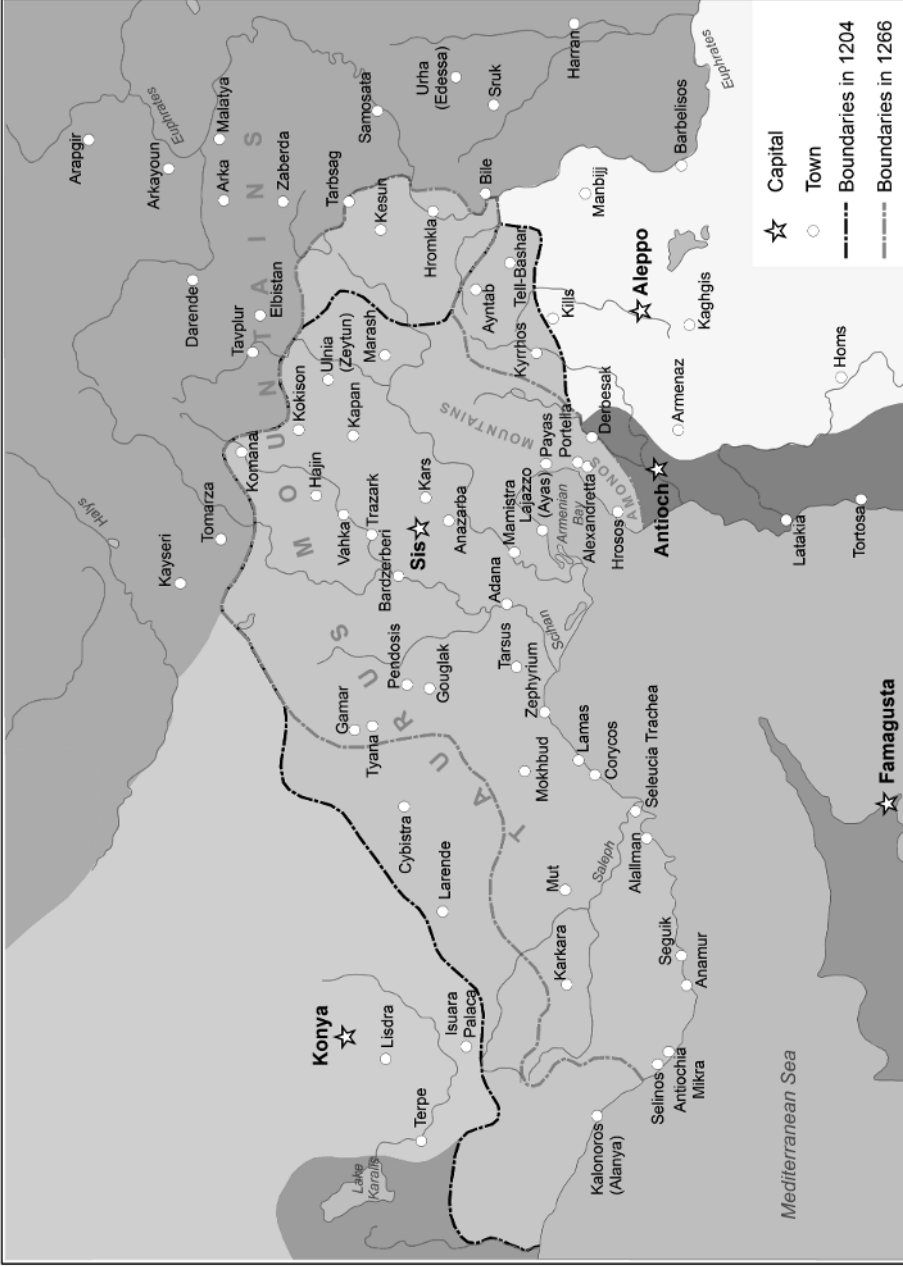 Arapgir
Arkayoun
Euphrates
Malatya
Arka
Zaberda
Darende
Tavplur
Elbistan
Tarbsag
Samosata
Kesun
Urha
(Edessa)
Sruk
Harran
Hromkla
Bile
Euphrates
Barbelisos
Manbijj
Halys
Kayseri
Tomarza
Komana
Kokison
Ulnia
(Zeytun)
Marash
Hajin
Kapan
Vahka
Trazark
Bardzerberi
Kars
Sis
Anazarba
Ayntab
Tell-Bashar
Kyrrhos
Kills
Aleppo
Kaghgis
Armenaz
Homs
MOUNTAINS
AMONOS
Payas
Portella
Derbesak
Mamistra
Lajazzo
(Ayas)
Armenian
Bay
Alexandretta
Hrosos
Antioch
Latakia
Tortosa
TAURUS
MOUNTAINS
Adana
Tarsus
Scihan
Zephyrium
Pendosis
Gouglak
Gamar
Tyana
Mokhbud
Lamas
Corycos
Seleucia Trachea
Cybistra
Larende
Mut
Saleph
Alallman
Karkara
Seguik
Anamur
Konya
Lisdra
Isuara
Palaca
Terpe
Lake
Karalis
Selinos
Antiochia
Mikra
Kalonoros
(Alanya)
Mediterranean Sea
Famagusta
Capital
Town
Boundaries in 1204
Boundaries in 1266